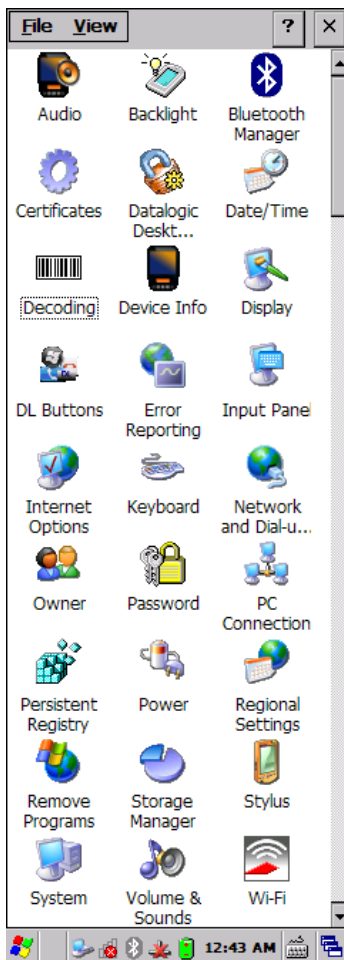 File View ? ×
Audio Backlight Bluetooth
Manager
Certificates Datalogic Date/Time
Deskt...
Decoding Device Info Display
DL Buttons Error Input Panel
Reporting
Internet Keyboard Network
Options and Dial-u...
Owner Password PC
Connection
Persistent Power Regional
Registry Settings
Remove Storage Stylus
Programs Manager
System Volume & Wi-Fi
Sounds
12:43 AM